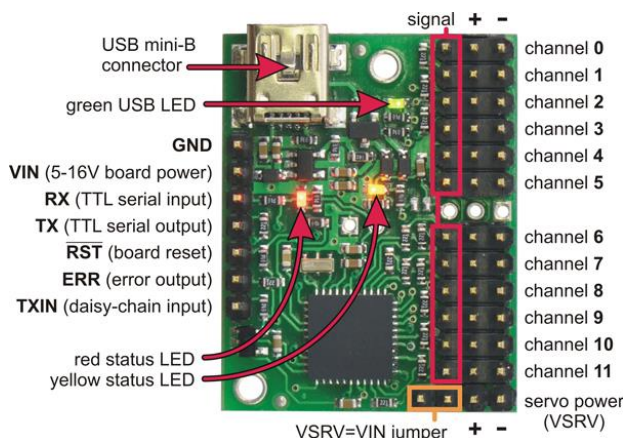 signal + −
USB mini-B
connector
green USB LED
GND
VIN (5-16V board power)
RX (TTL serial input)
TX (TTL serial output)
RST (board reset)
ERR (error output)
TXIN (daisy-chain input)
red status LED
yellow status LED
channel 0
channel 1
channel 2
channel 3
channel 4
channel 5
channel 6
channel 7
channel 8
channel 9
channel 10
channel 11
servo power
(VSRV)
VSRV=VIN jumper + −